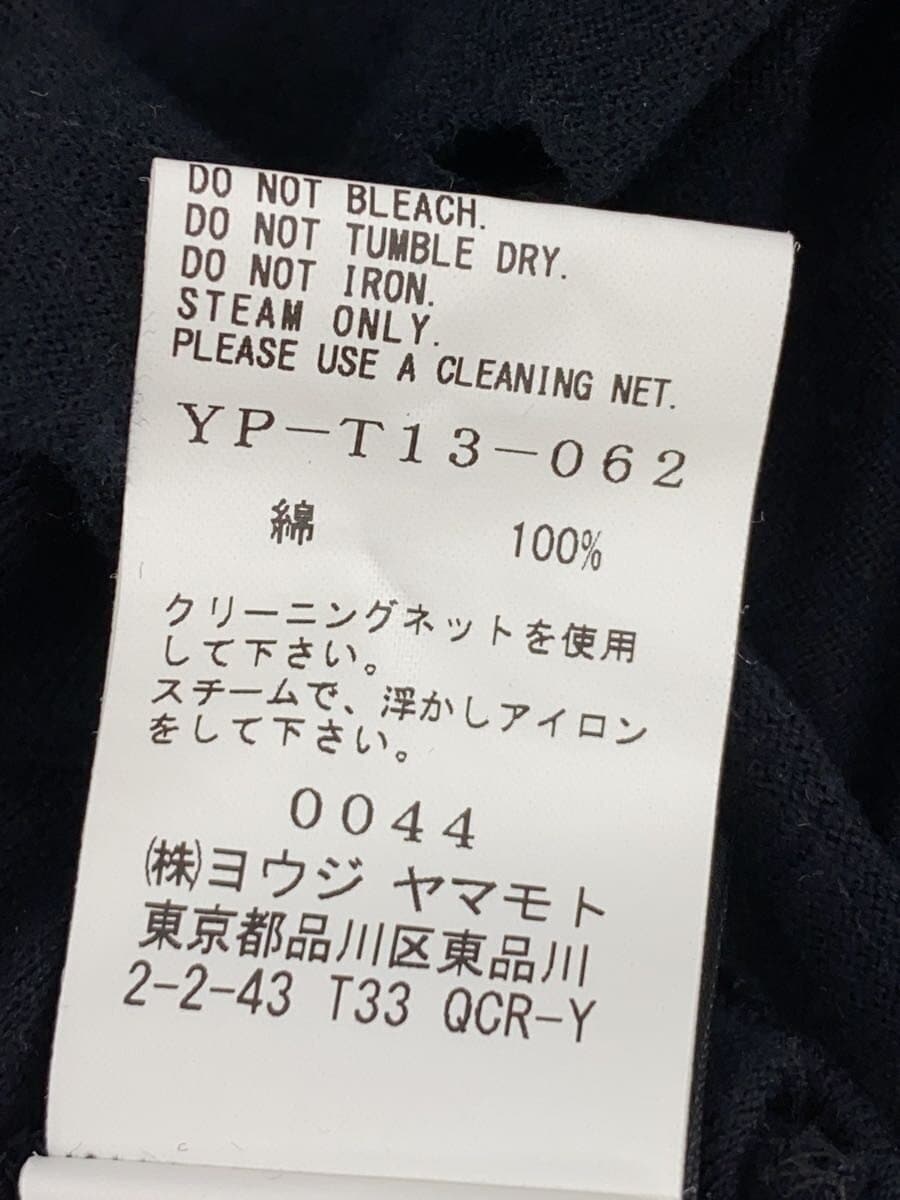 DO NOT BLEACH.
DO NOT TUMBLE DRY.
DO NOT IRON.
STEAM ONLY.
PLEASE USE A CLEANING NET.
YP-T13-062
綿 100%
クリーニングネットを使用
して下さい。
スチームで、浮かしアイロン
をして下さい。
0044
㈱ヨウジ ヤマモト
東京都品川区東品川
2-2-43 T33 QCR-Y